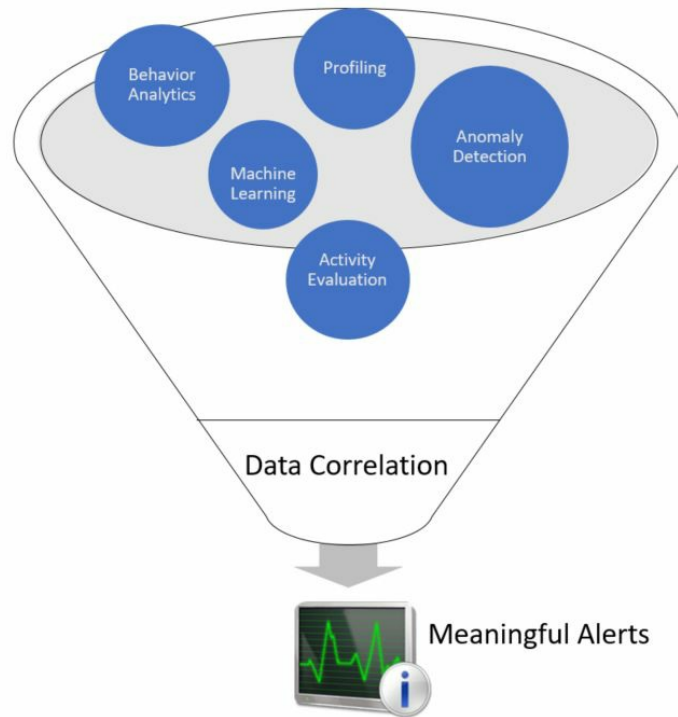 Behavior
Analytics
Profiling
Anomaly
Detection
Machine
Learning
Activity
Evaluation
Data Correlation
Meaningful Alerts
i